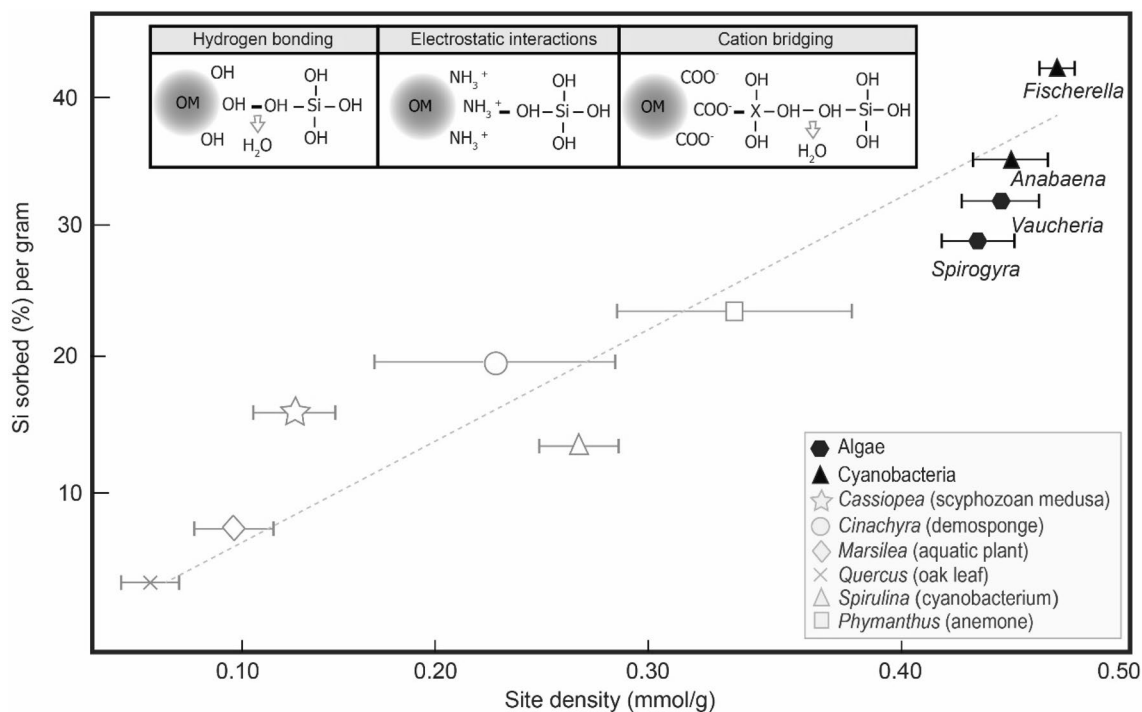 Hydrogen bonding
Electrostatic interactions
Cation bridging
OH
OM
OH
OH
H₂O
OH
Si
OH
OH
OH
NH₃⁺
OM
NH₃⁺
NH₃⁺
OH
OH
Si
OH
OH
COO⁻
OM
COO⁻
COO⁻
OH
X
OH
OH
OH
H₂O
OH
Si
OH
OH
Fischerella
Anabaena
Vaucheria
Spirogyra
Si sorbed (%) per gram
40
30
20
10
Algae
Cyanobacteria
Cassiopea (scyphozoan medusa)
Cinachyra (demosponge)
Marsilea (aquatic plant)
Quercus (oak leaf)
Spirulina (cyanobacterium)
Phymanthus (anemone)
0.10
0.20
0.30
0.40
0.50
Site density (mmol/g)